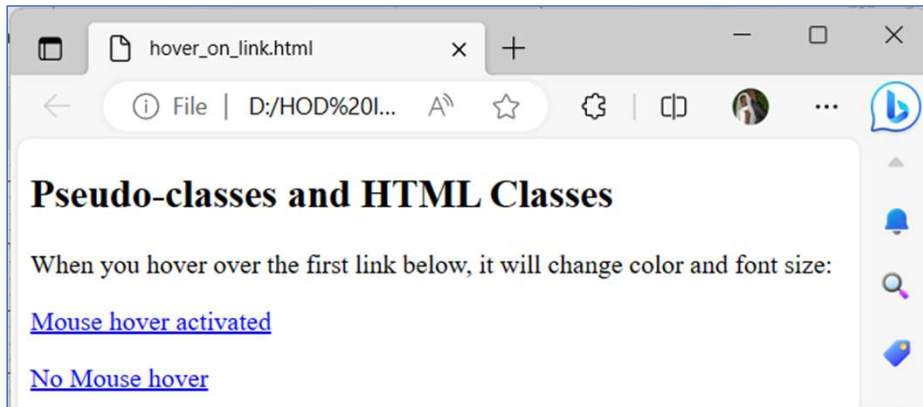 hover_on_link.html
File | D:/HOD%20I...
Pseudo-classes and HTML Classes
When you hover over the first link below, it will change color and font size:
Mouse hover activated
No Mouse hover